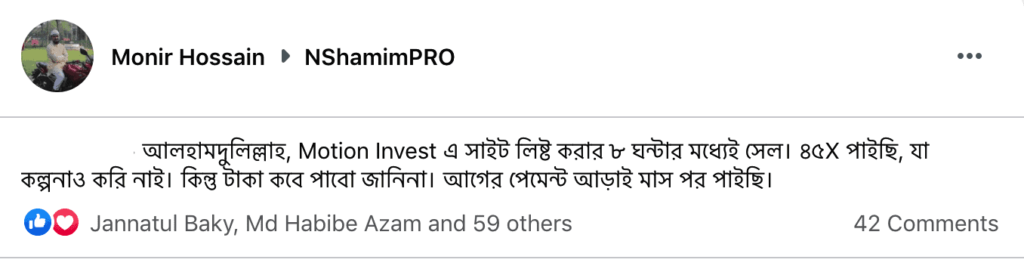 Monir Hossain ▸ NShamimPRO
আলহামদুলিল্লাহ, Motion Invest এ সাইট লিষ্ট করার ৮ ঘন্টার মধ্যেই সেল। ৪৫X পাইছি, যা
কল্পনাও করি নাই। কিন্তু টাকা কবে পাবো জানিনা। আগের পেমেন্ট আড়াই মাস পর পাইছি।
Jannatul Baky, Md Habibe Azam and 59 others 42 Comments